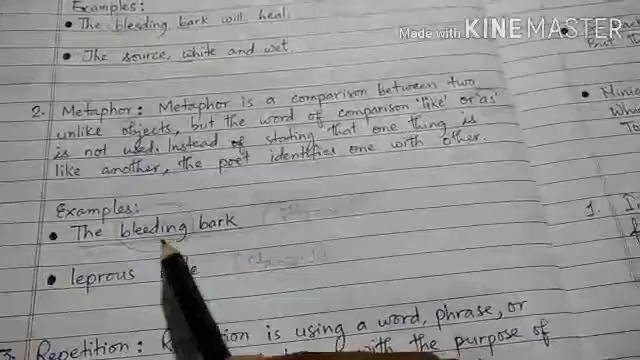 Examples:
• The bleeding bark will heal.
• The source, white and wet.
Made with KINEMASTER
2. Metaphor: Metaphor is a comparison between two
unlike objects, but the word of comparison 'like' or 'as'
is not used. Instead of stating that one thing is
like another, the poet identifies one with other.
Examples:
• The bleeding bark
• leprous
3. Repetition: is using a word, phrase, or
with the purpose of
1.